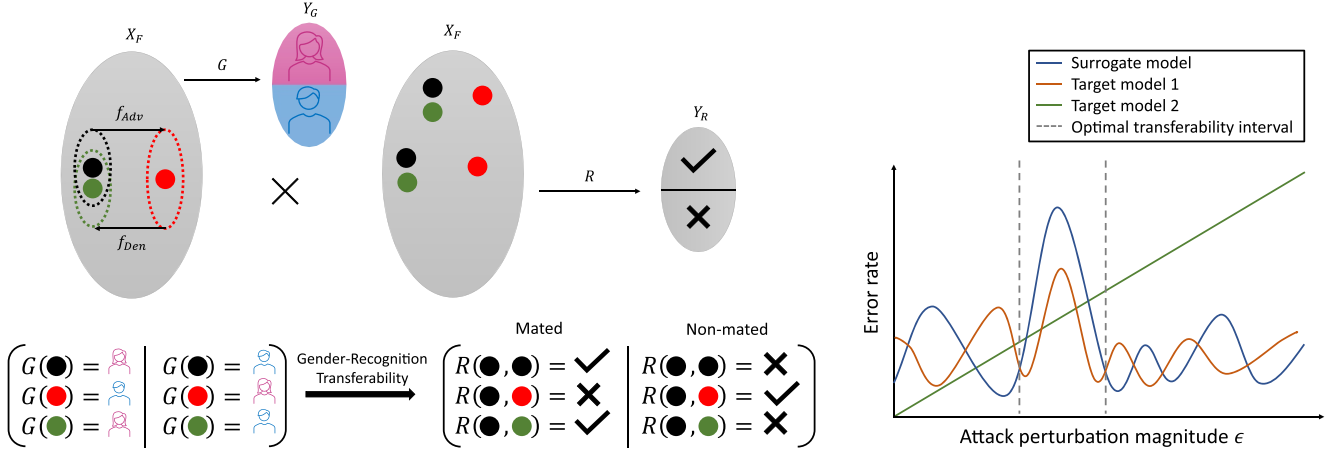 X_F
G
Y_G
X_F
f_Adv
f_Den
R
Y_R
G( ) =
G( ) =
G( ) =
G( ) =
G( ) =
G( ) =
Gender-Recognition
Transferability
Mated
R( , ) =
R( , ) =
R( , ) =
Non-mated
R( , ) =
R( , ) =
R( , ) =
Surrogate model
Target model 1
Target model 2
Optimal transferability interval
Error rate
Attack perturbation magnitude ϵ